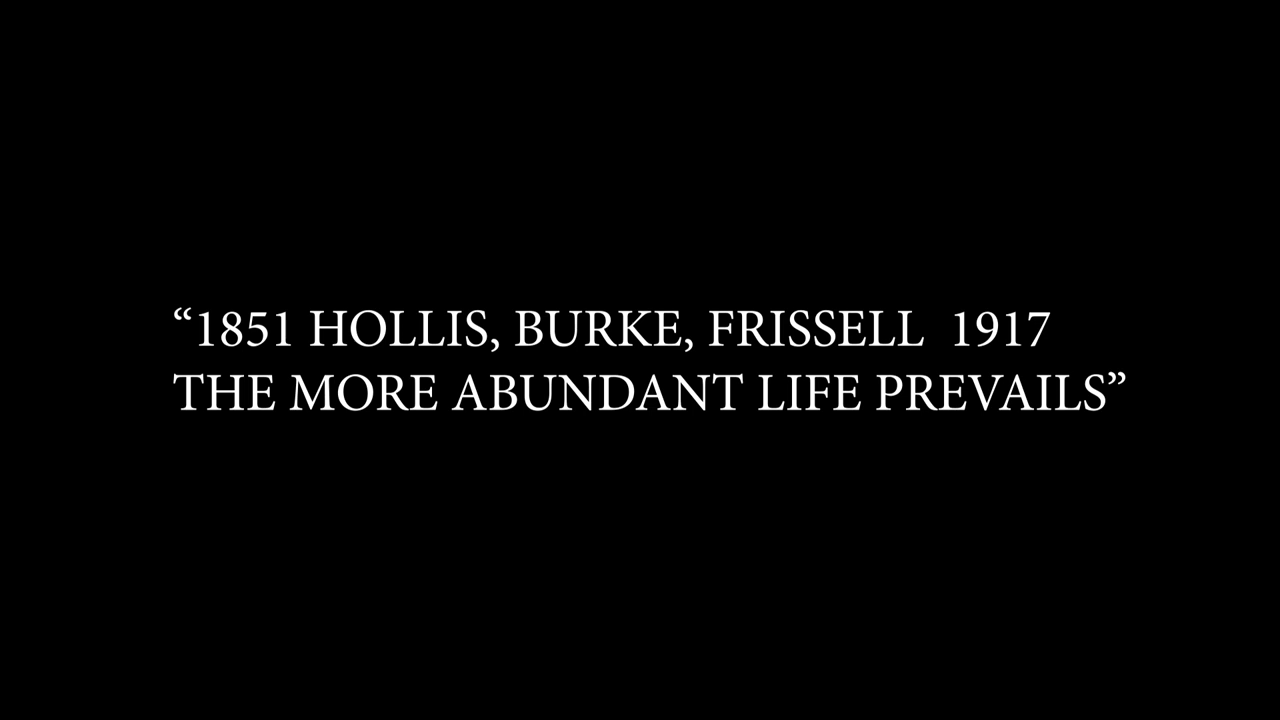 “1851 HOLLIS, BURKE, FRISSELL  1917
THE MORE ABUNDANT LIFE PREVAILS”